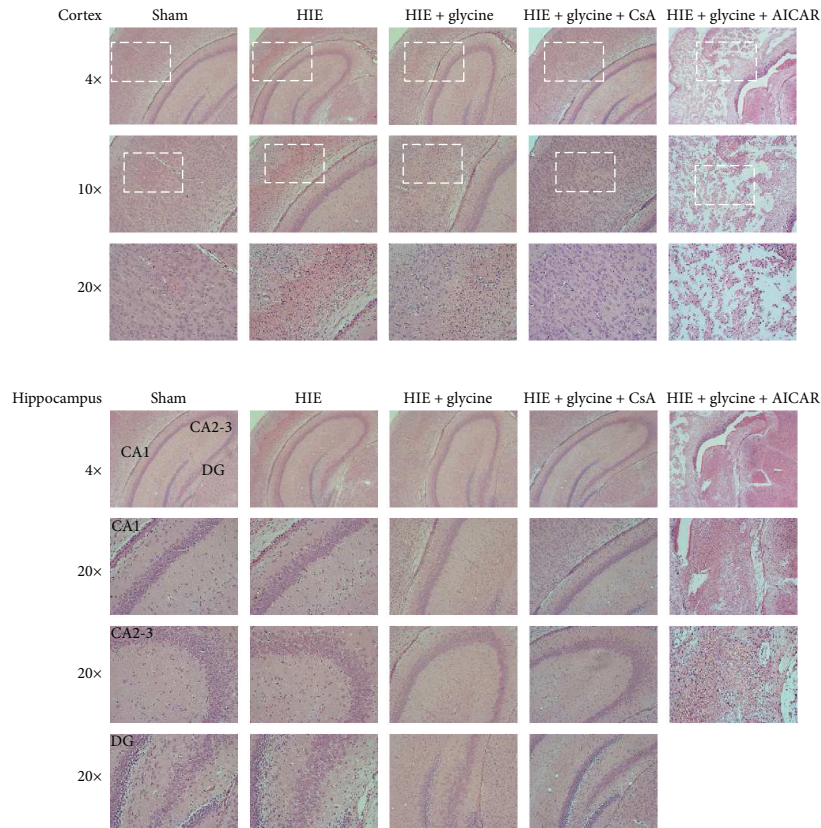 Cortex Sham HIE HIE + glycine HIE + glycine + CsA HIE + glycine + AICAR
4×
10×
20×
Hippocampus Sham HIE HIE + glycine HIE + glycine + CsA HIE + glycine + AICAR
CA2-3
CA1
4×
DG
CA1
20×
CA2-3
20×
DG
20×